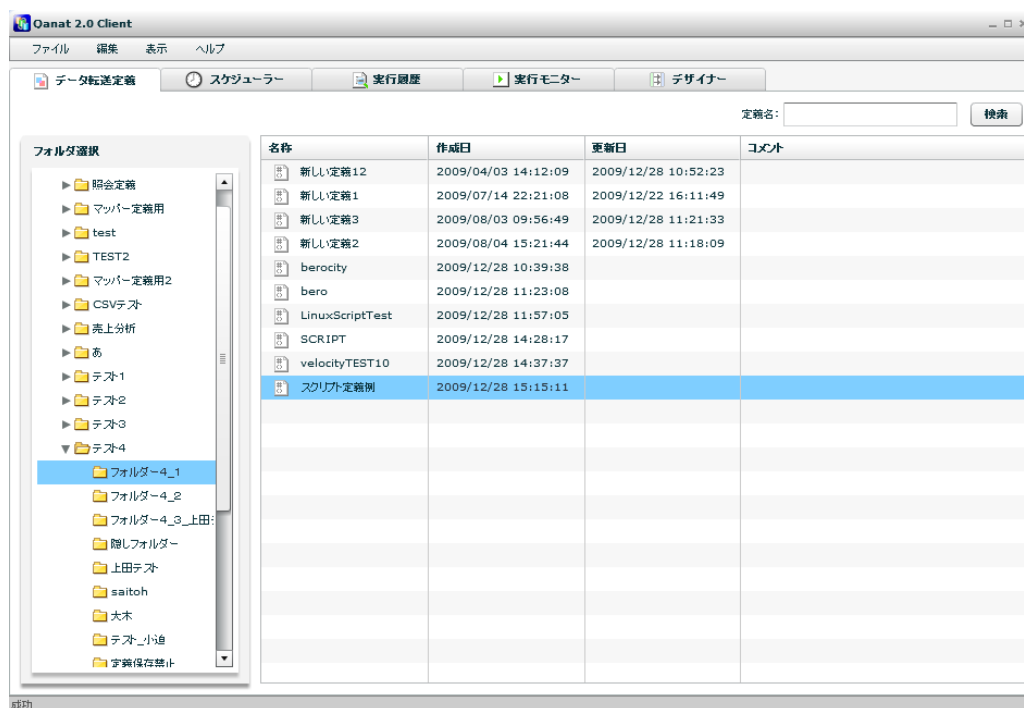 Qanat 2.0 Client
ファイル 編集 表示 ヘルプ
データ転送定義 スケジューラー 実行履歴 実行モニター デザイナー
定義名: 検索
フォルダ選択
照会定義
マッパー定義用
test
TEST2
マッパー定義用2
CSVテスト
売上分析
あ
テスト1
テスト2
テスト3
テスト4
フォルダー4_1
フォルダー4_2
フォルダー4_3_上田
隠しフォルダー
上田テスト
saitoh
大木
テスト_小迫
定義保存禁止
名称 作成日 更新日 コメント
新しい定義12 2009/04/03 14:12:09 2009/12/28 10:52:23
新しい定義1 2009/07/14 22:21:08 2009/12/22 16:11:49
新しい定義3 2009/08/03 09:56:49 2009/12/28 11:21:33
新しい定義2 2009/08/04 15:21:44 2009/12/28 11:18:09
berocity 2009/12/28 10:39:38
bero 2009/12/28 11:23:08
LinuxScriptTest 2009/12/28 11:57:05
SCRIPT 2009/12/28 14:28:17
velocityTEST10 2009/12/28 14:37:37
スクリプト定義例 2009/12/28 15:15:11
成功